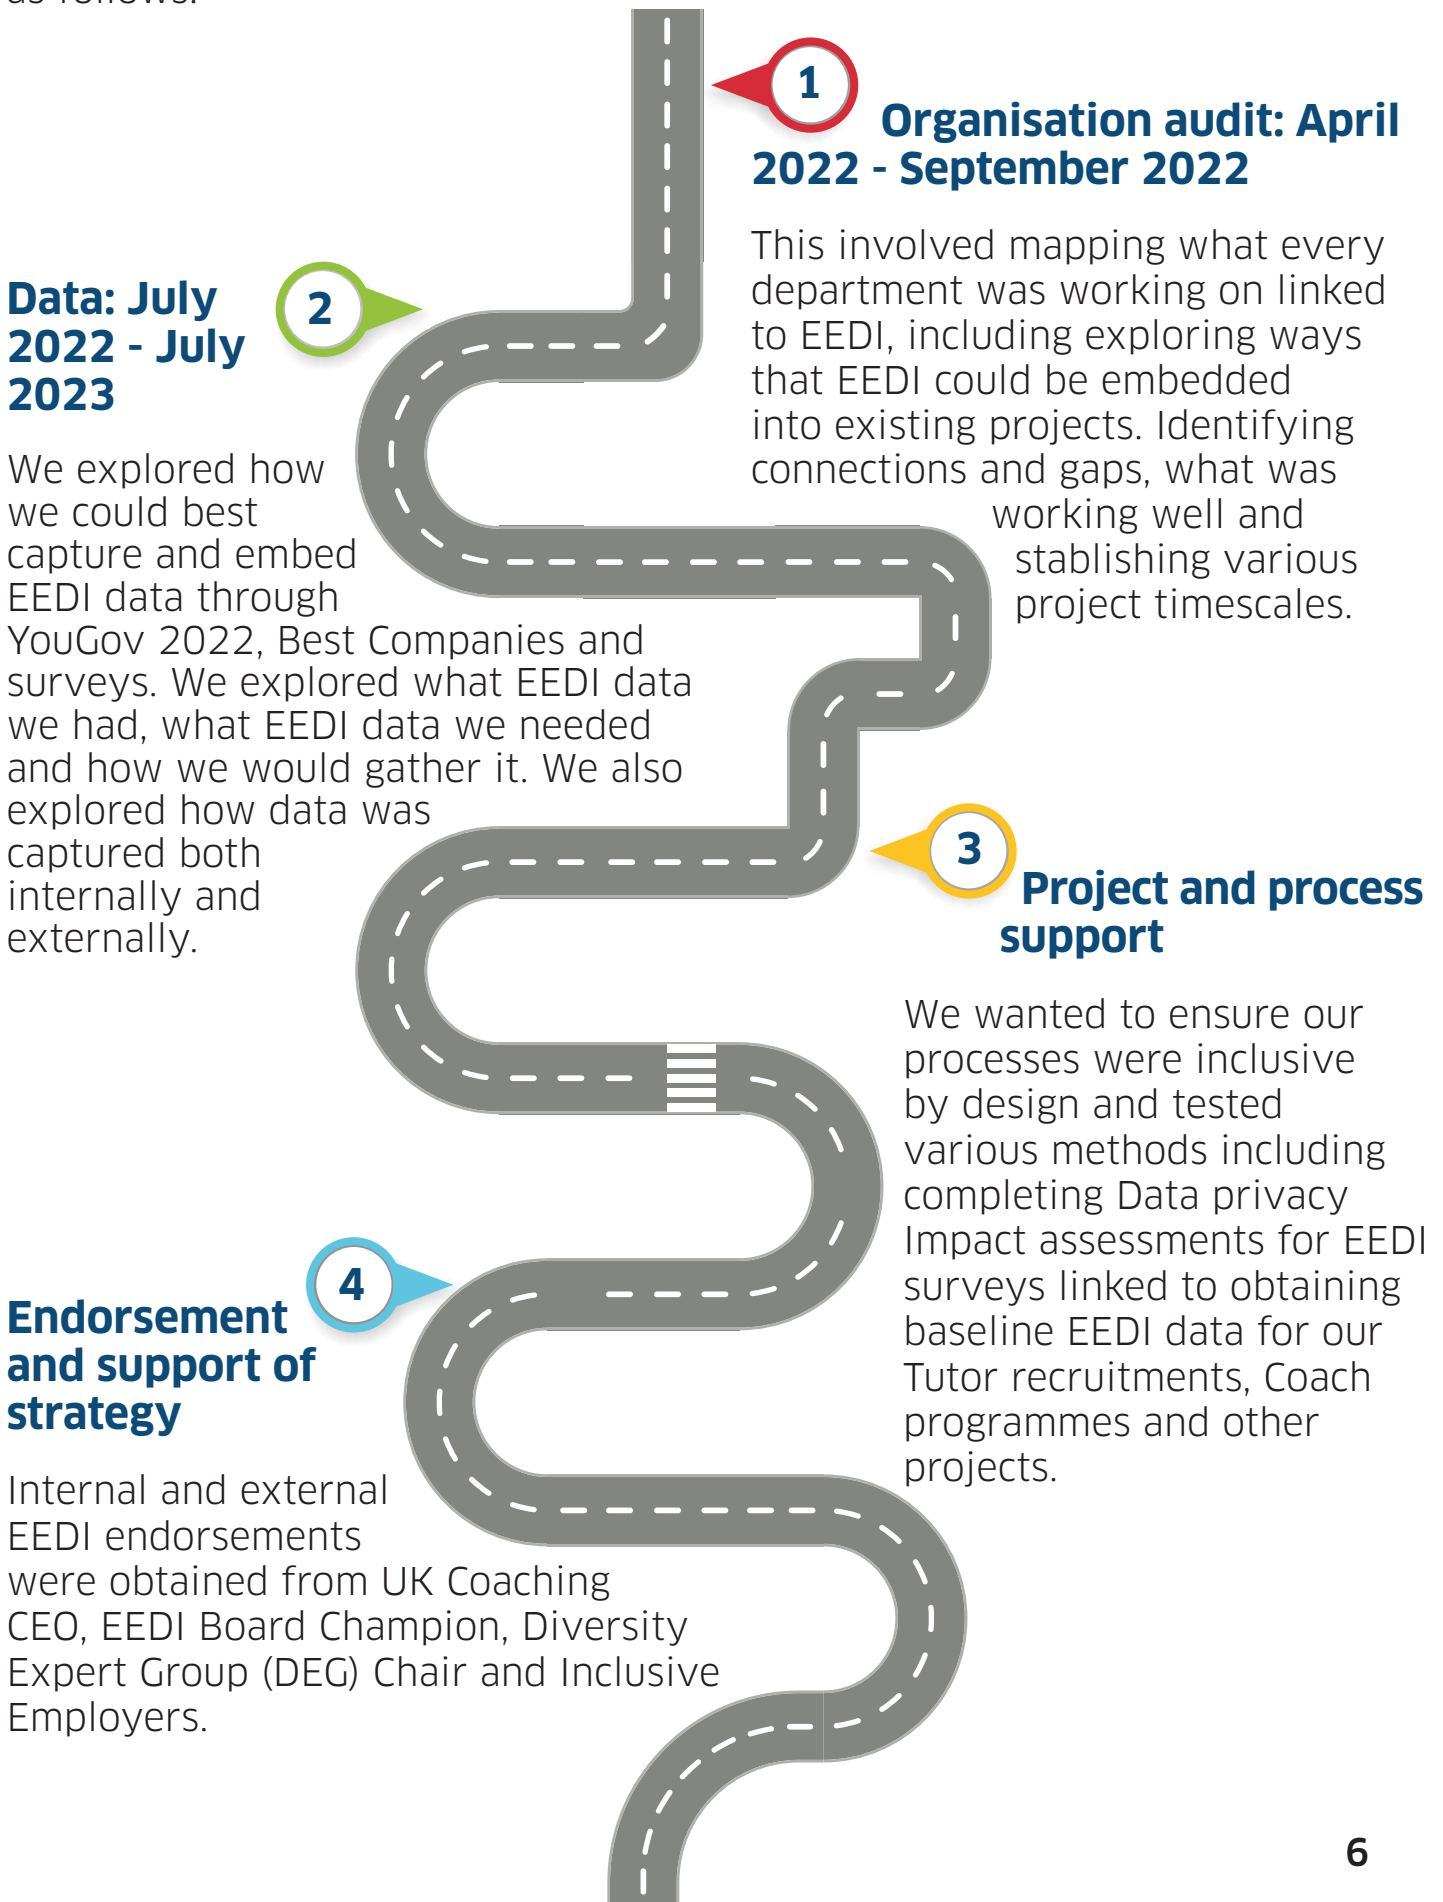 as follows:
1
Organisation audit: April
2022 - September 2022
This involved mapping what every
department was working on linked
to EEDI, including exploring ways
that EEDI could be embedded
into existing projects. Identifying
connections and gaps, what was
working well and
stablishing various
project timescales.
2
Data: July
2022 - July
2023
We explored how
we could best
capture and embed
EEDI data through
YouGov 2022, Best Companies and
surveys. We explored what EEDI data
we had, what EEDI data we needed
and how we would gather it. We also
explored how data was
captured both
internally and
externally.
3
Project and process
support
We wanted to ensure our
processes were inclusive
by design and tested
various methods including
completing Data privacy
Impact assessments for EEDI
surveys linked to obtaining
baseline EEDI data for our
Tutor recruitments, Coach
programmes and other
projects.
4
Endorsement
and support of
strategy
Internal and external
EEDI endorsements
were obtained from UK Coaching
CEO, EEDI Board Champion, Diversity
Expert Group (DEG) Chair and Inclusive
Employers.
6